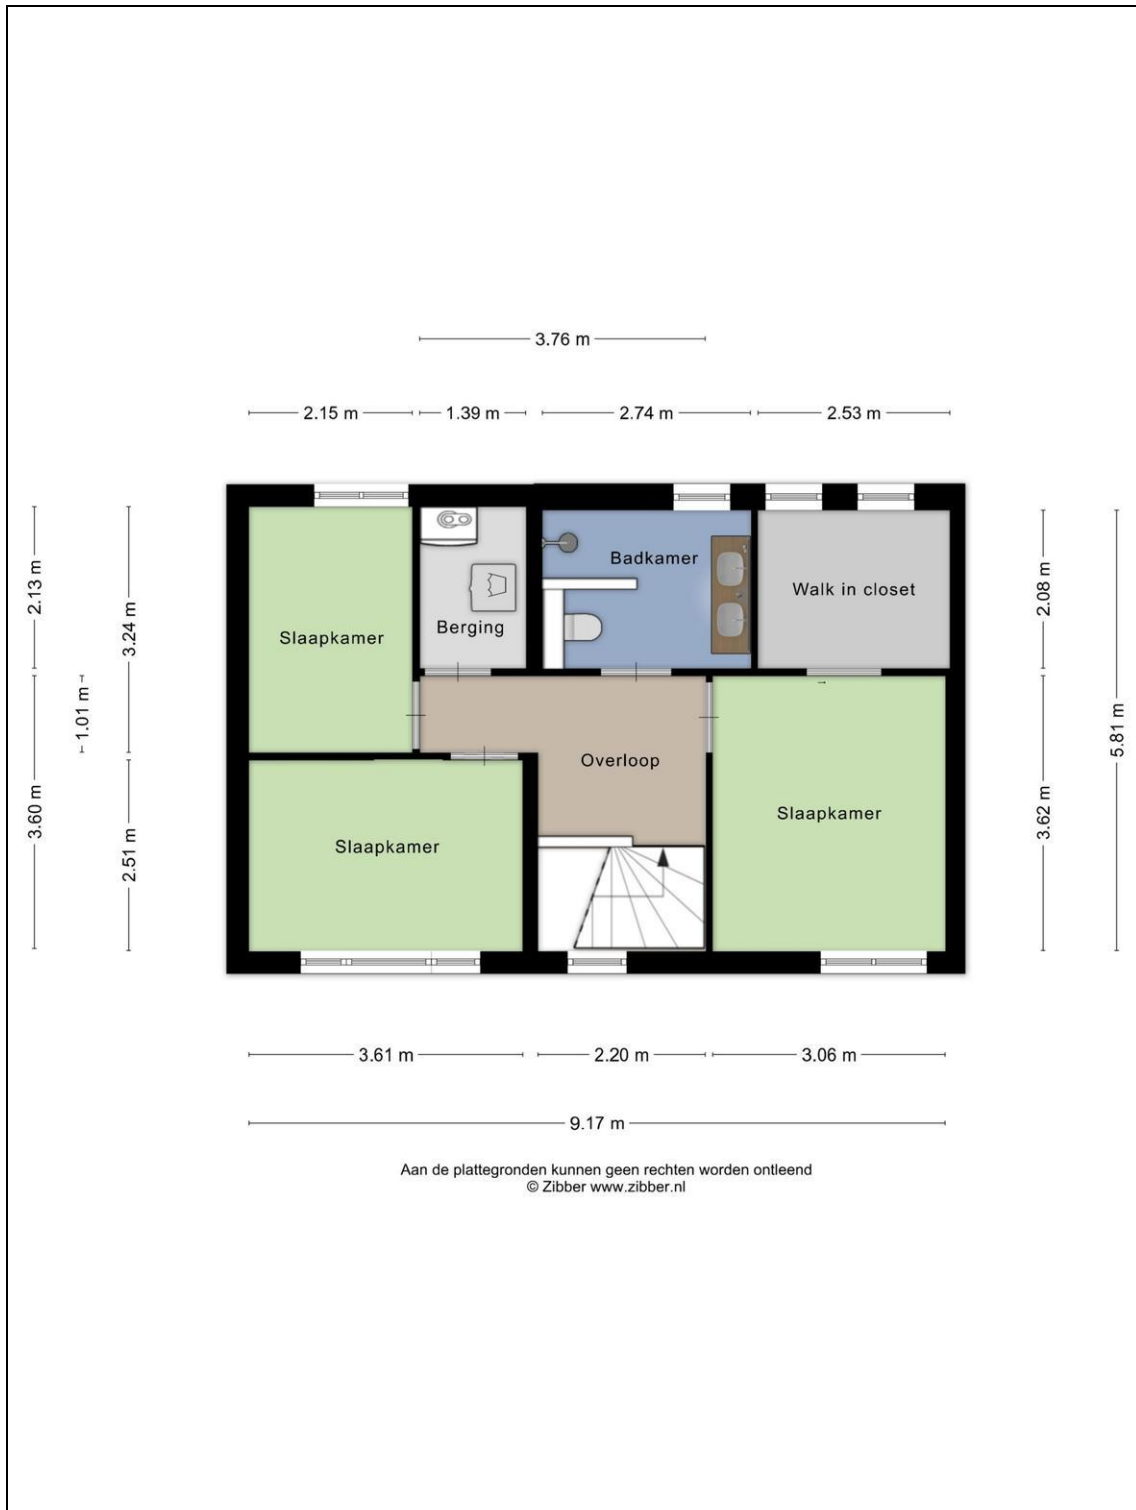 3.76 m
2.15 m
1.39 m
2.74 m
2.53 m
2.13 m
3.24 m
1.01 m
3.60 m
2.51 m
Badkamer
Walk in closet
Berging
Slaapkamer
Overloop
Slaapkamer
Slaapkamer
2.08 m
5.81 m
3.62 m
3.61 m
2.20 m
3.06 m
9.17 m
Aan de plattegronden kunnen geen rechten worden ontleend
© Zibber www.zibber.nl